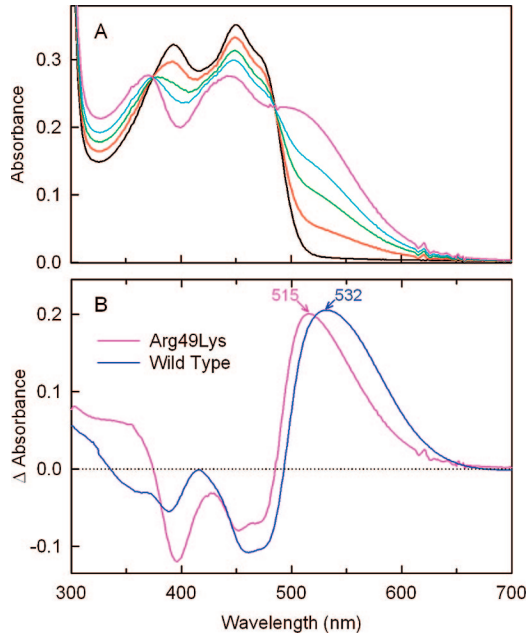 A
Absorbance
0.3
0.2
0.1
0.0
B
515
532
Arg49Lys
Wild Type
Δ Absorbance
0.2
0.1
0.0
-0.1
300 400 500 600 700
Wavelength (nm)